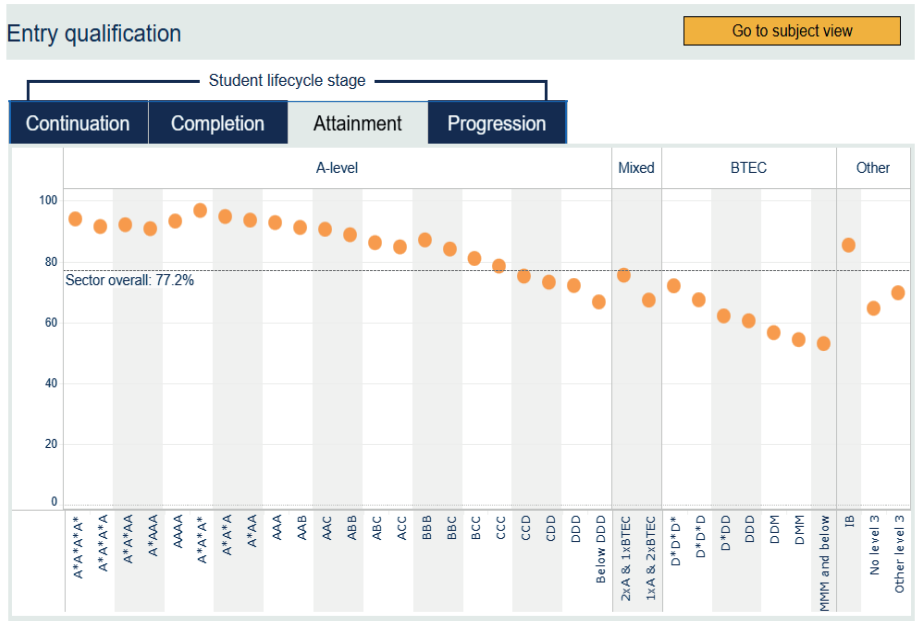 Entry qualification
Go to subject view
Student lifecycle stage
Continuation
Completion
Attainment
Progression
A-level
Mixed
BTEC
Other
100
80
Sector overall: 77.2%
60
40
20
0
A*A*A*A*
A*A*A*A
A*A*AA
A*AAA
AAAA
A*A*A*
A*A*A
A*AA
AAA
AAB
AAC
ABB
ABC
ACC
BBB
BBC
BCC
CCC
CCD
CDD
DDD
Below DDD
2xA & 1xBTEC
1xA & 2xBTEC
D*D*D*
D*D*D
D*DD
DDD
DDM
DMM
MMM and below
IB
No level 3
Other level 3